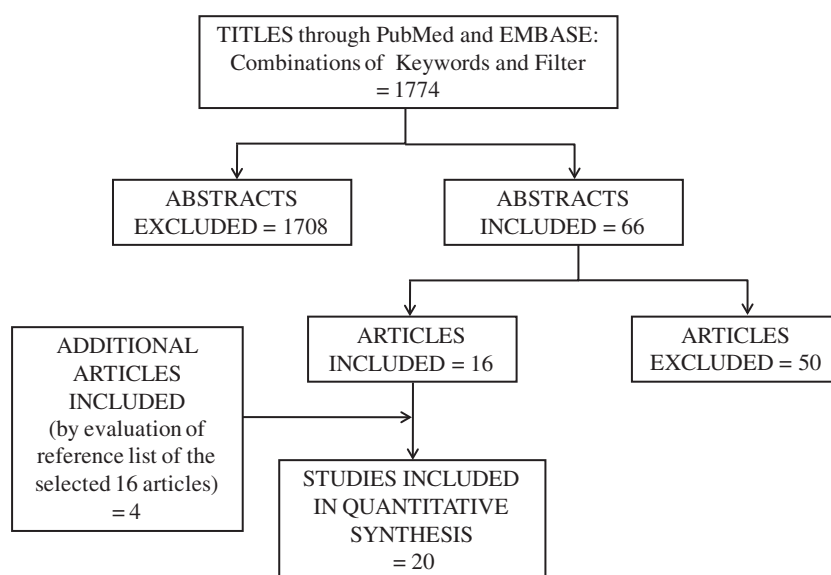 TITLES through PubMed and EMBASE:
Combinations of Keywords and Filter
= 1774
ABSTRACTS
EXCLUDED = 1708
ABSTRACTS
INCLUDED = 66
ARTICLES
INCLUDED = 16
ARTICLES
EXCLUDED = 50
ADDITIONAL
ARTICLES
INCLUDED
(by evaluation of
reference list of the
selected 16 articles)
= 4
STUDIES INCLUDED
IN QUANTITATIVE
SYNTHESIS
= 20